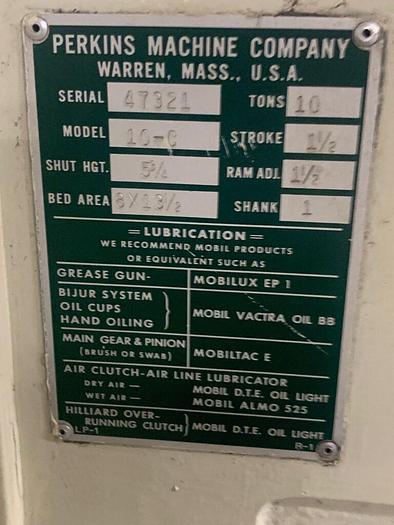 PERKINS MACHINE COMPANY
WARREN, MASS., U.S.A.
SERIAL 47321 TONS 10
MODEL 10-C STROKE 1½
SHUT HGT. 5¼ RAM ADJ. 1½
BED AREA 8X13½ SHANK 1
═ LUBRICATION ═
WE RECOMMEND MOBIL PRODUCTS
OR EQUIVALENT SUCH AS
GREASE GUN- MOBILUX EP 1
BIJUR SYSTEM
OIL CUPS
HAND OILING } MOBIL VACTRA OIL BB
MAIN GEAR & PINION
(BRUSH OR SWAB) MOBILTAC E
AIR CLUTCH-AIR LINE LUBRICATOR
DRY AIR — MOBIL D.T.E. OIL LIGHT
WET AIR — MOBIL ALMO 525
HILLIARD OVER-
RUNNING CLUTCH } MOBIL D.T.E. OIL LIGHT
LP-1 R-1